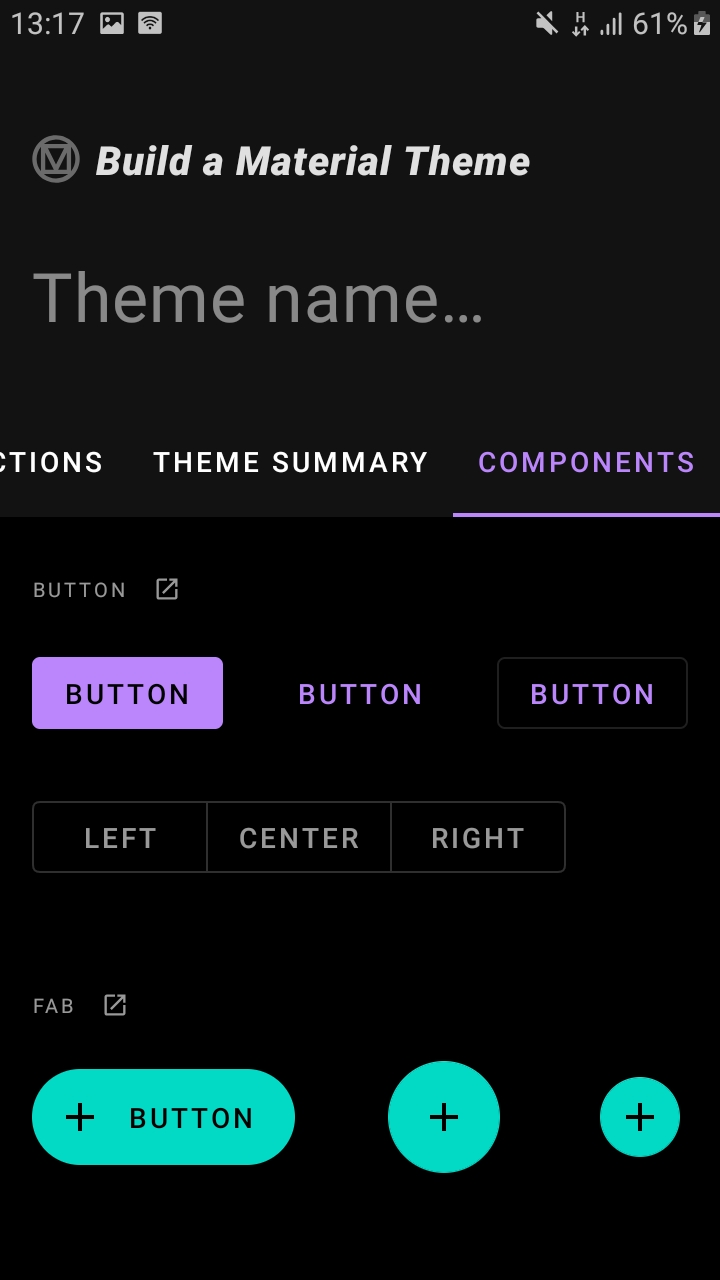 13:17 H 61%
Build a Material Theme
Theme name…
CTIONS THEME SUMMARY COMPONENTS
BUTTON
BUTTON BUTTON BUTTON
LEFT CENTER RIGHT
FAB
BUTTON